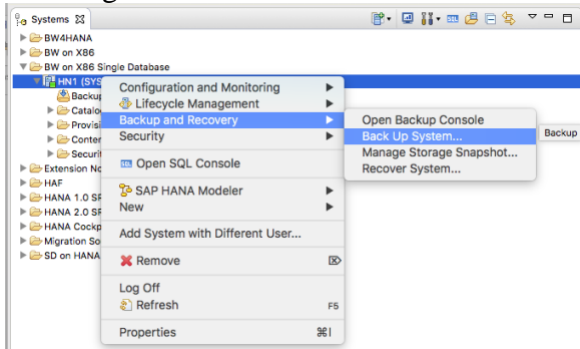 Systems
BW4HANA
BW on X86
BW on X86 Single Database
HN1 (SYS
Backup
Catalo
Provisi
Conter
Securit
Extension No
HAF
HANA 1.0 SP
HANA 2.0 SP
HANA Cockp
Migration So
SD on HANA
Configuration and Monitoring
Lifecycle Management
Backup and Recovery
Security
Open SQL Console
SAP HANA Modeler
New
Add System with Different User...
Remove
Log Off
Refresh F5
Properties ⌘I
Open Backup Console
Back Up System...
Manage Storage Snapshot...
Recover System...
Backup